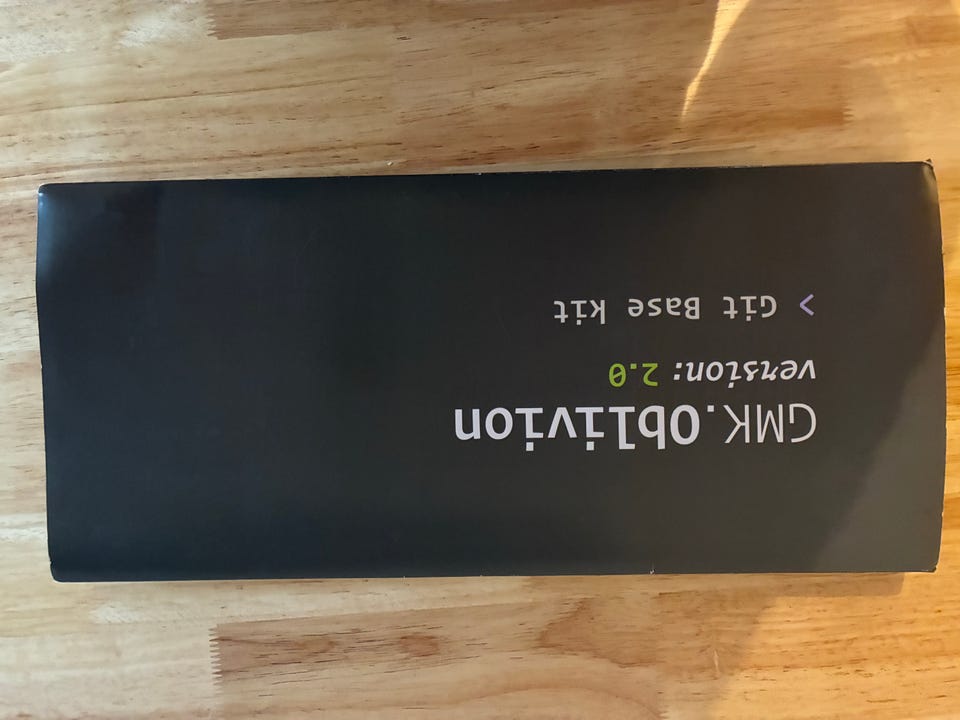 GMK.Oblivion
version: 2.0
> Git Base kit